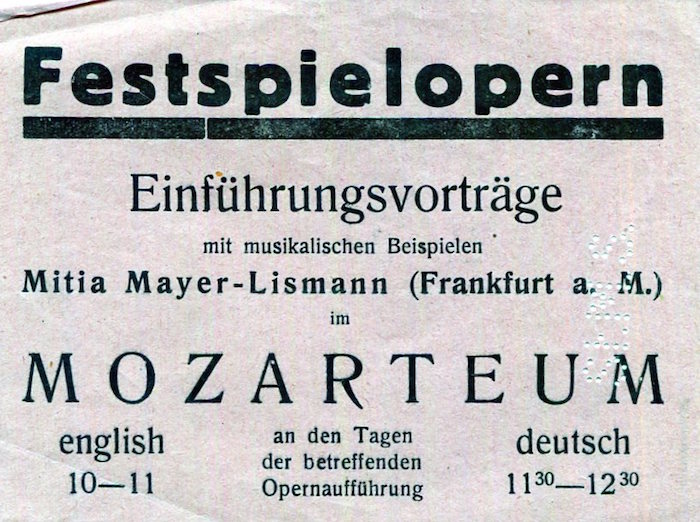 Festspielopern
Einführungsvorträge
mit musikalischen Beispielen
Mitia Mayer-Lismann (Frankfurt a. M.)
im
MOZARTEUM
english
10—11
an den Tagen
der betreffenden
Opernaufführung
deutsch
11³⁰—12³⁰